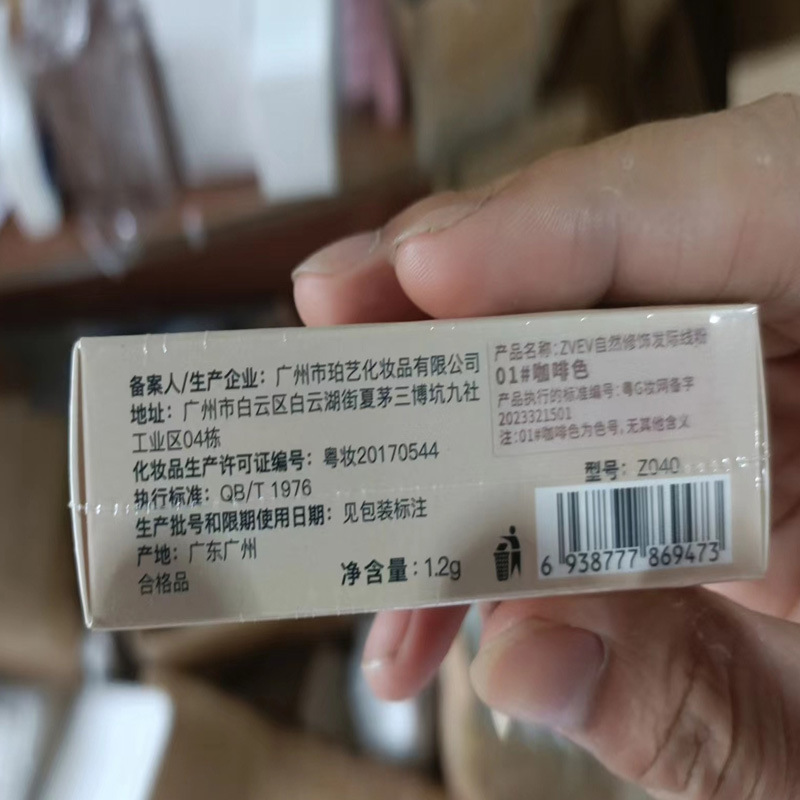 备案人/生产企业：广州市珀艺化妆品有限公司
地址：广州市白云区白云湖街夏茅三博坑九社
工业区04栋
化妆品生产许可证编号：粤妆20170544
执行标准：QB/T 1976
生产批号和限期使用日期：见包装标注
产地：广东广州
合格品
净含量：1.2g
产品名称：ZVEV自然修饰发际线粉
01#咖啡色
产品执行的标准编号：粤G妆网备字
2023321501
注：01#咖啡色为色号，无其他含义
型号：Z040
6 938777 869473